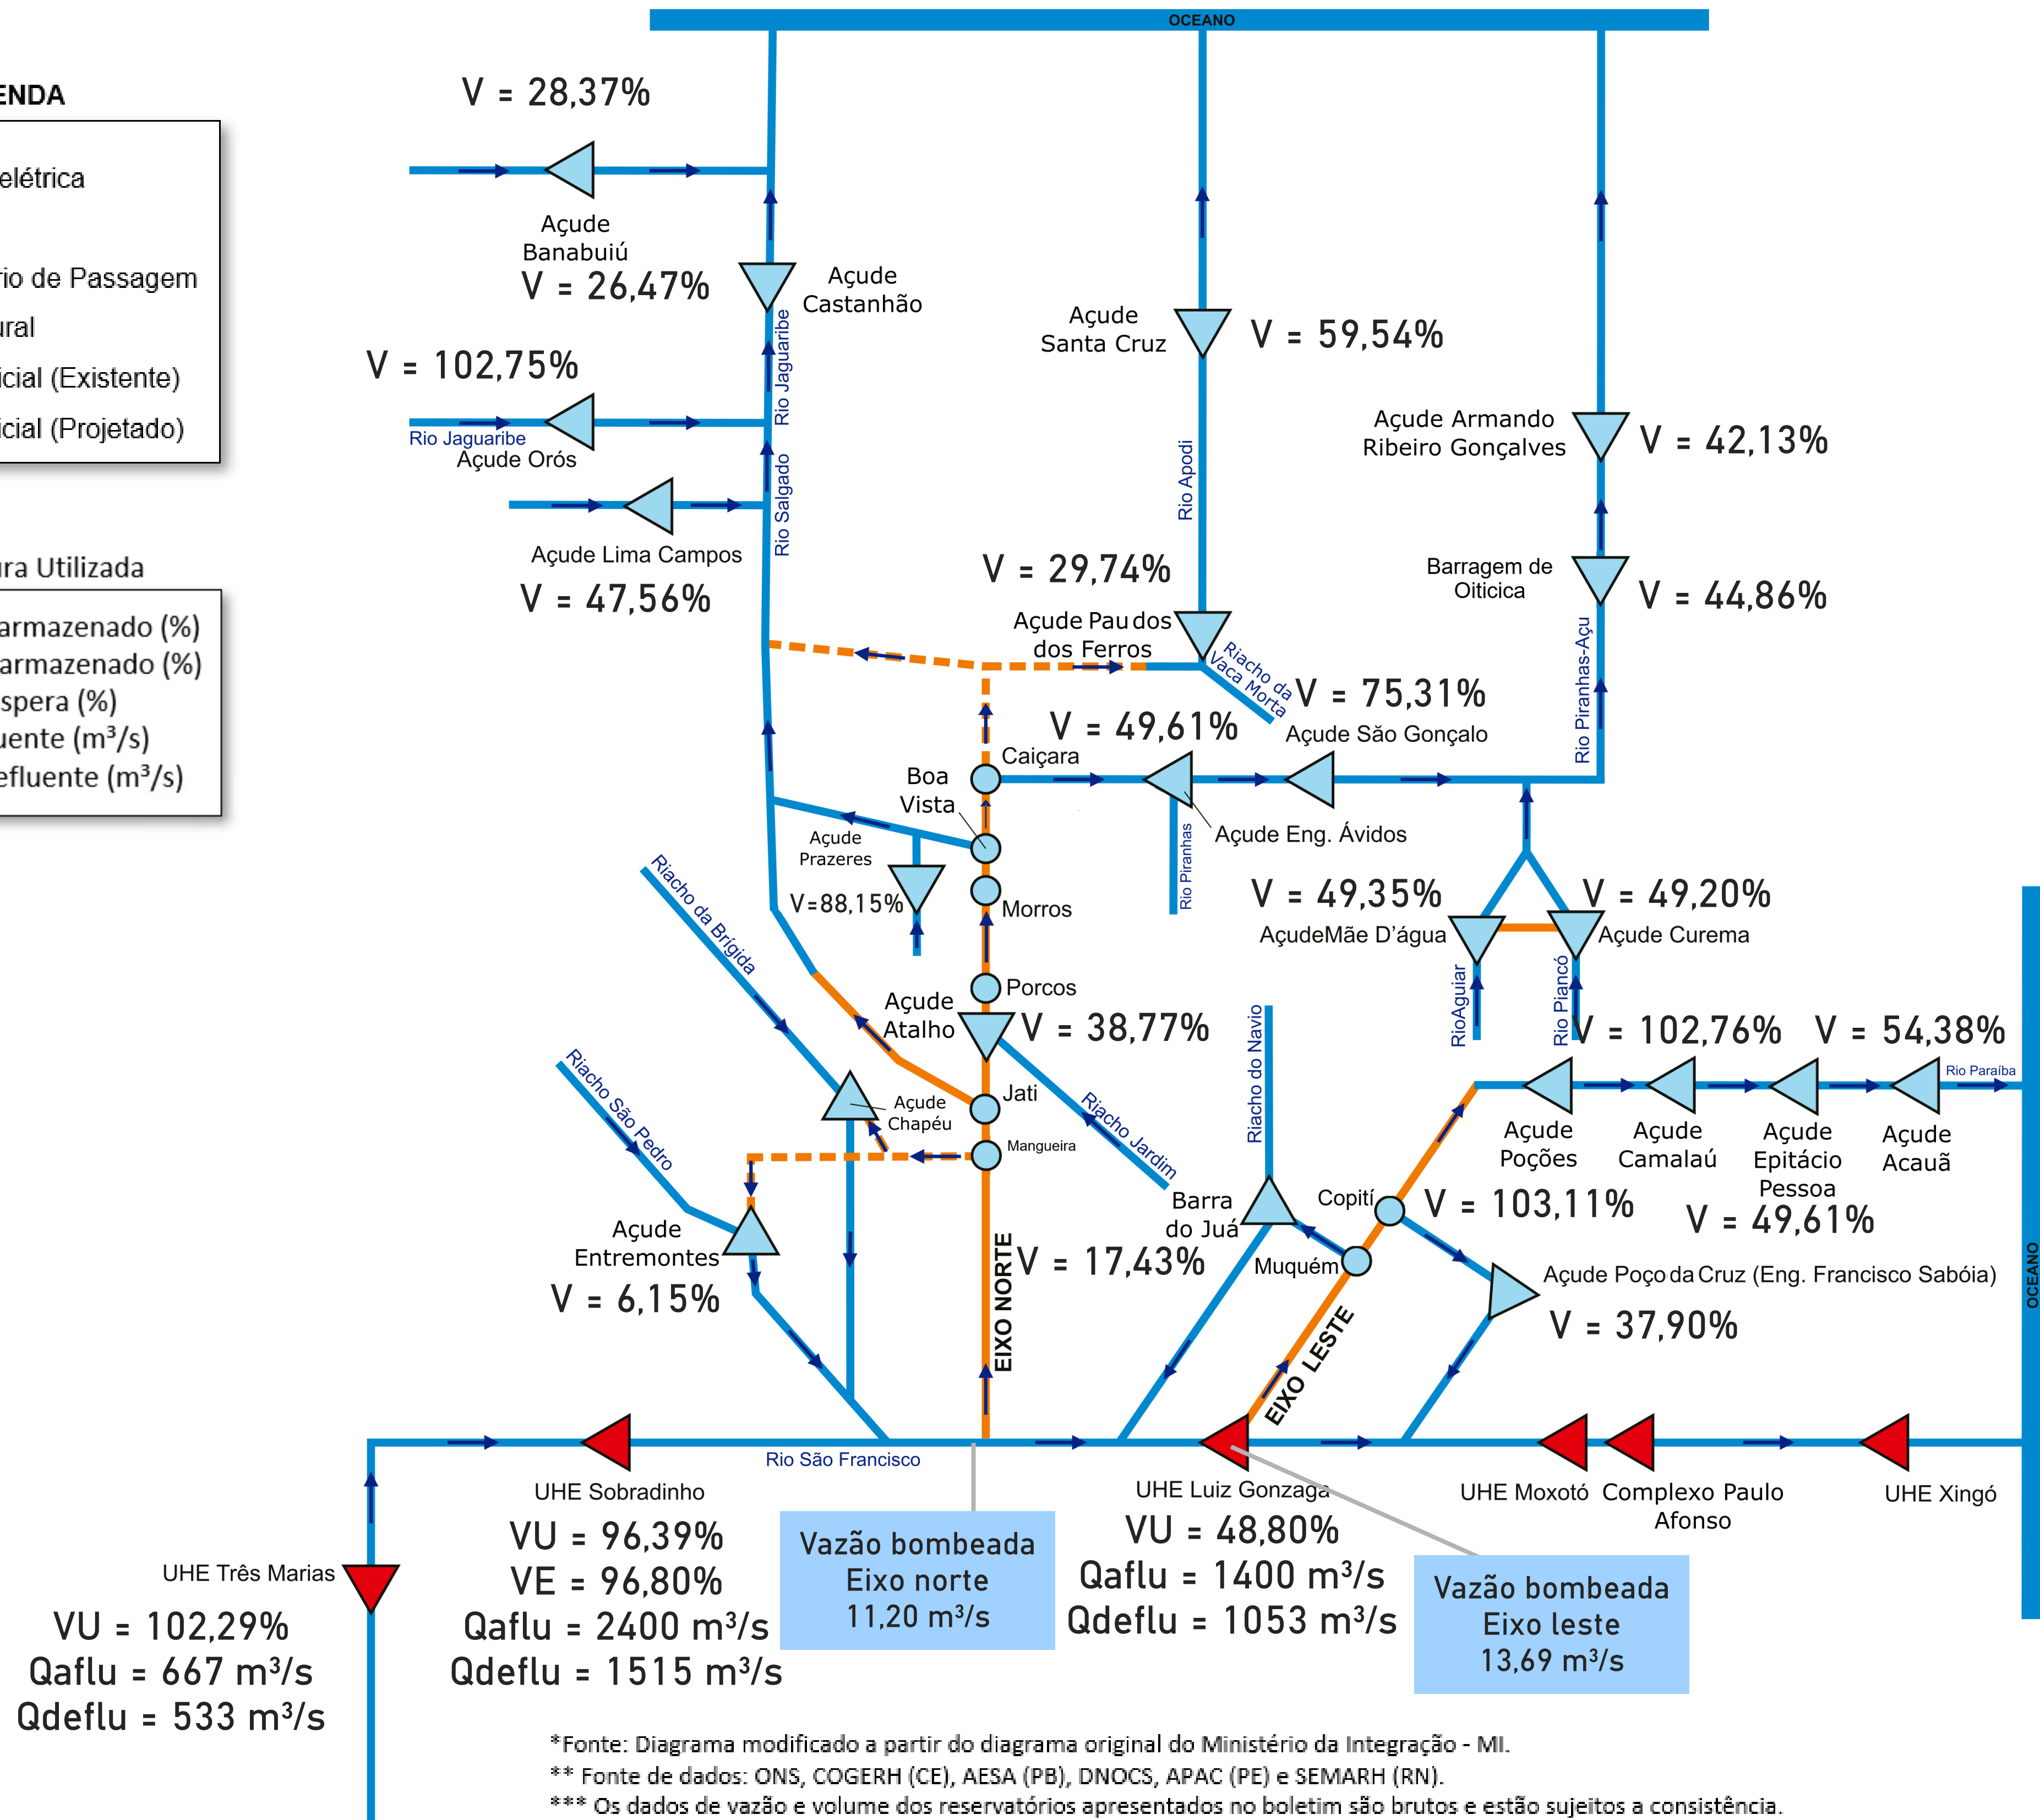 OCEANO
V = 28,37%
ENDA
elétrica
rio de Passagem
ural
icial (Existente)
icial (Projetado)
Açude
Banabuiú
V = 26,47%
Açude
Castanhão
Rio Jaguaribe
V = 102,75%
Rio Jaguaribe
Açude Orós
Rio Salgado
Açude Lima Campos
V = 47,56%
Açude
Santa Cruz
V = 59,54%
Rio Apodi
Açude Armando
Ribeiro Gonçalves
V = 42,13%
Barragem de
Oiticica
V = 44,86%
Rio Piranhas-Açu
V = 29,74%
Açude Pau dos
dos Ferros
Riacho da
Vaca Morta
V = 75,31%
Açude São Gonçalo
V = 49,61%
Caiçara
Boa
Vista
Açude Eng. Ávidos
Rio Piranhas
ura Utilizada
armazenado (%)
armazenado (%)
spera (%)
uente (m³/s)
efluente (m³/s)
Açude
Prazeres
V=88,15%
Morros
Riacho da Brígida
V = 49,35%
AçudeMãe D'água
V = 49,20%
Açude Curema
RioAguiar
Rio Piancó
Porcos
Açude
Atalho
V = 38,77%
Riacho Jardim
Jati
Açude
Chapéu
Mangueira
Riacho São Pedro
Açude
Entremontes
V = 6,15%
Riacho do Navio
V = 102,76%
V = 54,38%
Rio Paraíba
Açude
Poções
Açude
Camalaú
Açude
Epitácio
Pessoa
Açude
Acauã
V = 103,11%
V = 49,61%
Copití
Barra
do Juá
V = 17,43%
Muquém
Açude Poço da Cruz (Eng. Francisco Sabóia)
V = 37,90%
EIXO NORTE
EIXO LESTE
OCEANO
Rio São Francisco
UHE Sobradinho
VU = 96,39%
VE = 96,80%
Qaflu = 2400 m³/s
Qdeflu = 1515 m³/s
Vazão bombeada
Eixo norte
11,20 m³/s
UHE Luiz Gonzaga
VU = 48,80%
Qaflu = 1400 m³/s
Qdeflu = 1053 m³/s
Vazão bombeada
Eixo leste
13,69 m³/s
UHE Moxotó
Complexo Paulo
Afonso
UHE Xingó
UHE Três Marias
VU = 102,29%
Qaflu = 667 m³/s
Qdeflu = 533 m³/s
*Fonte: Diagrama modificado a partir do diagrama original do Ministério da Integração - MI.
** Fonte de dados: ONS, COGERH (CE), AESA (PB), DNOCS, APAC (PE) e SEMARH (RN).
*** Os dados de vazão e volume dos reservatórios apresentados no boletim são brutos e estão sujeitos a consistência.